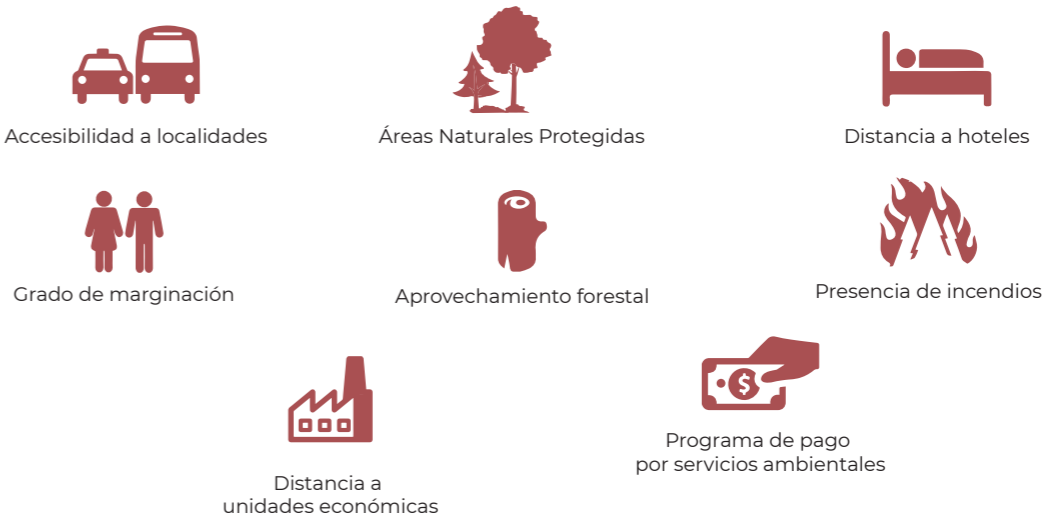 Accesibilidad a localidades
Áreas Naturales Protegidas
Distancia a hoteles
Grado de marginación
Aprovechamiento forestal
Presencia de incendios
Distancia a
unidades económicas
Programa de pago
por servicios ambientales